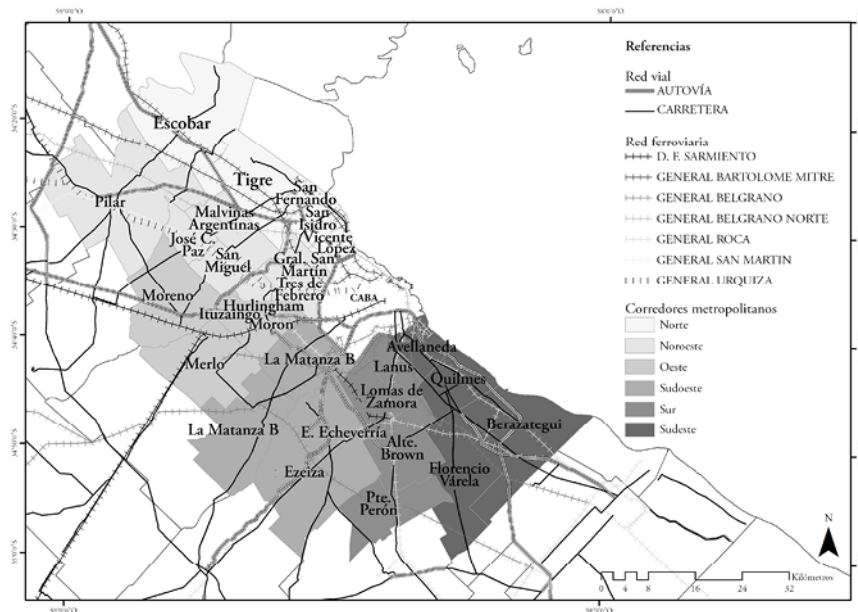 Referencias
Red vial
AUTOVÍA
CARRETERA
Red ferroviaria
D. F. SARMIENTO
GENERAL BARTOLOME MITRE
GENERAL BELGRANO
GENERAL BELGRANO NORTE
GENERAL ROCA
GENERAL SAN MARTIN
GENERAL URQUIZA
Corredores metropolitanos
Norte
Noroeste
Oeste
Sudoeste
Sur
Sudeste
Escobar
Tigre
San
Fernando
Pilar
Malvinas
Argentinas
San
Isidro
José C.
Paz
Vicente
López
San
Miguel
Gral. San
Martín
Moreno
Tres de
Febrero
CABA
Hurlingham
Ituzaingo
Moron
Avellaneda
Merlo
La Matanza B
Lanus
Quilmes
Lomas de
Zamora
La Matanza B
E. Echeverría
Berazategui
Alte.
Brown
Ezeiza
Florencio
Várela
Pte.
Perón
N
Kilómetros
0 4 8 16 24 32